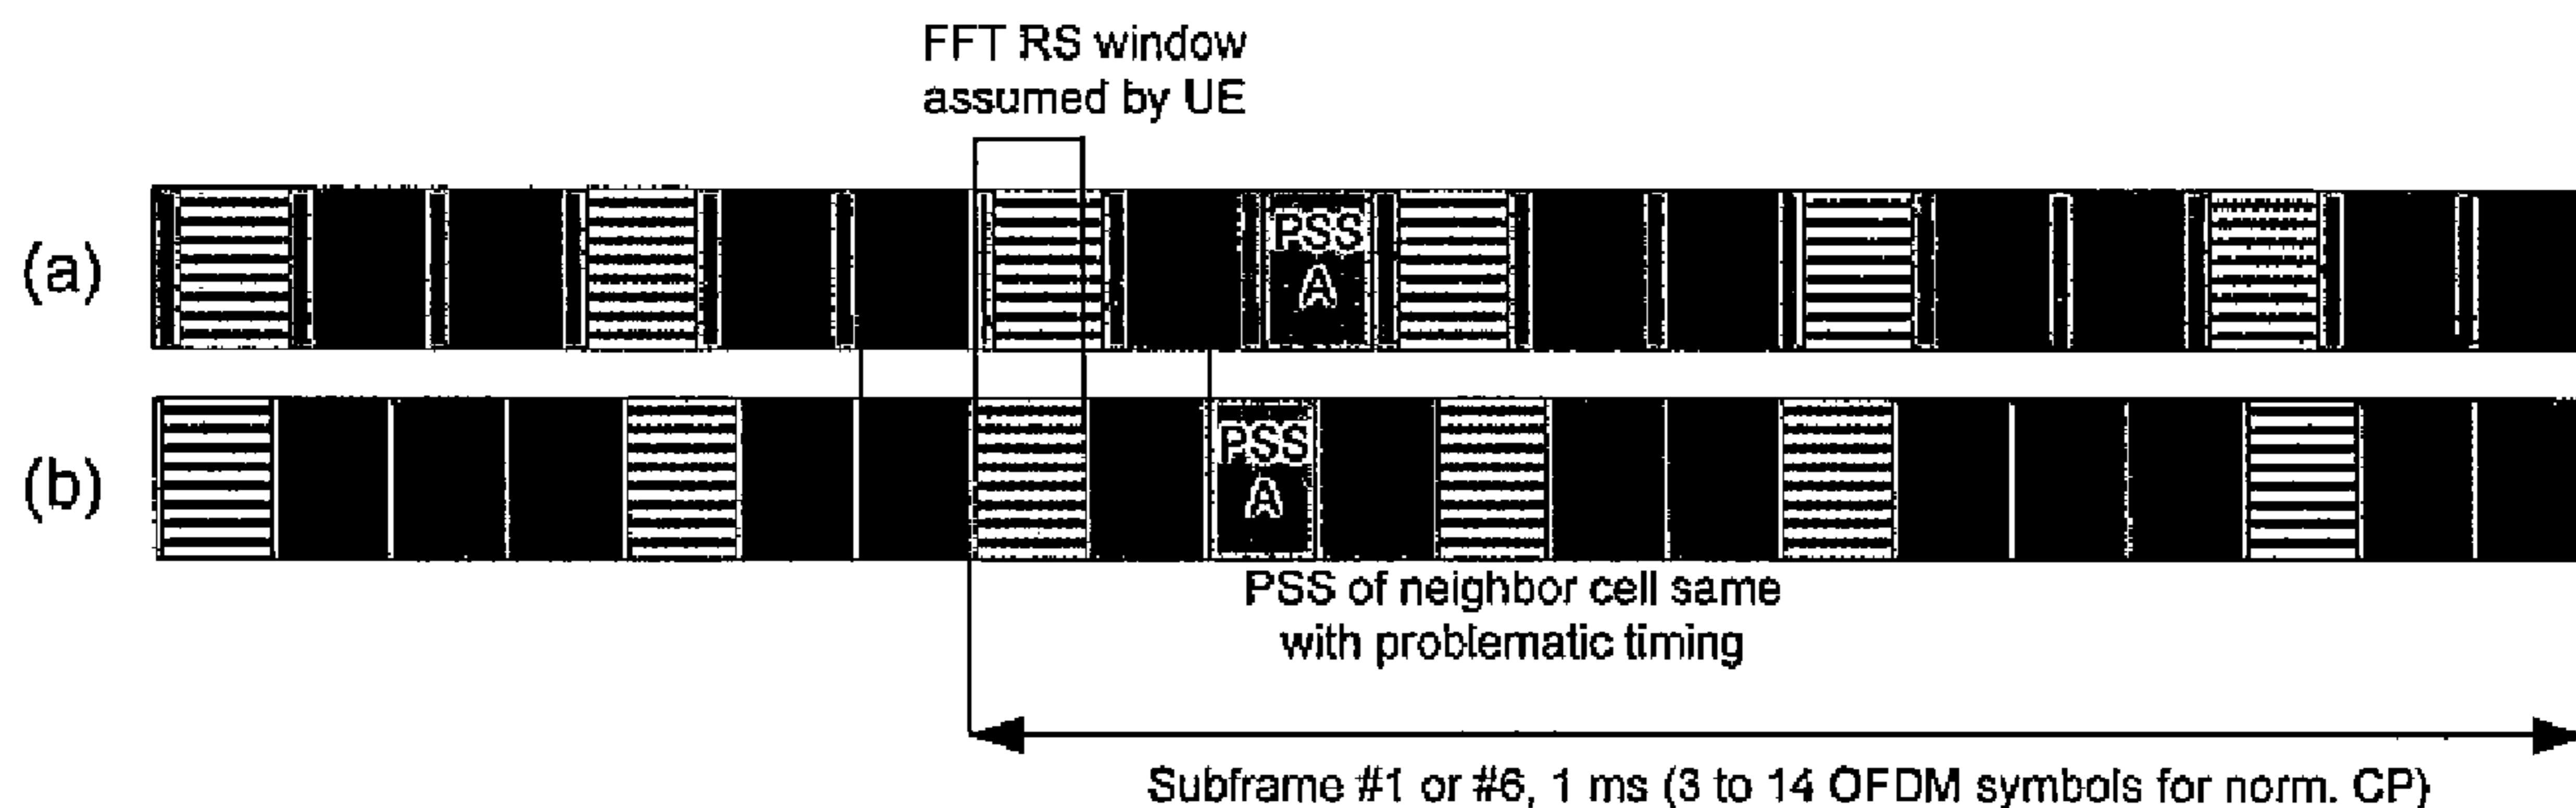 FFT RS window
assumed by UE
(a)
PSS
A
(b)
PSS
A
PSS of neighbor cell same
with problematic timing
Subframe #1 or #6, 1 ms (3 to 14 OFDM symbols for norm. CP)